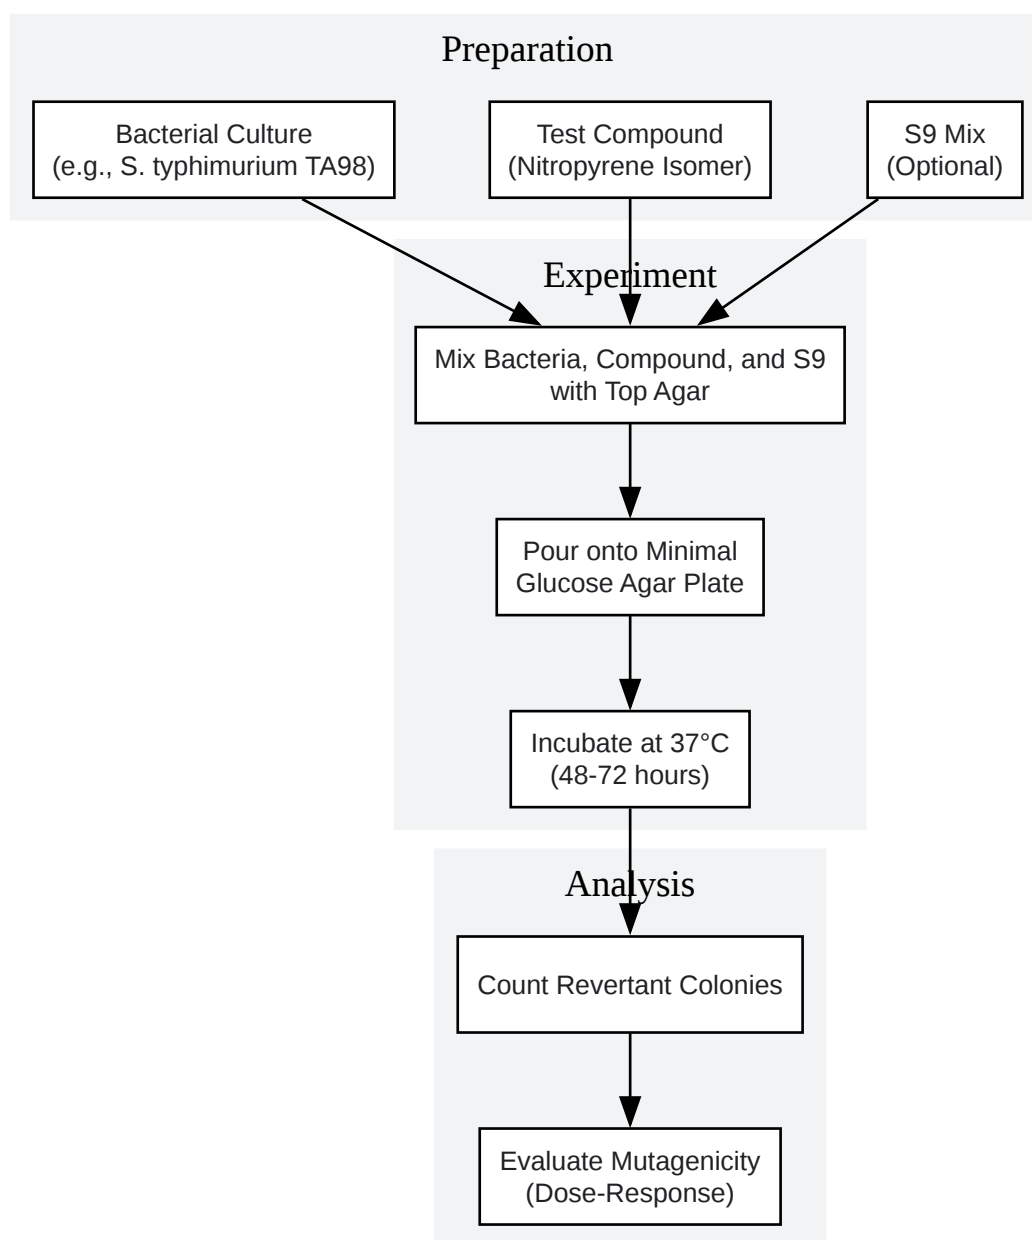 Preparation
Bacterial Culture
(e.g., S. typhimurium TA98)
Test Compound
(Nitropyrene Isomer)
S9 Mix
(Optional)
Experiment
Mix Bacteria, Compound, and S9
with Top Agar
Pour onto Minimal
Glucose Agar Plate
Incubate at 37°C
(48-72 hours)
Analysis
Count Revertant Colonies
Evaluate Mutagenicity
(Dose-Response)